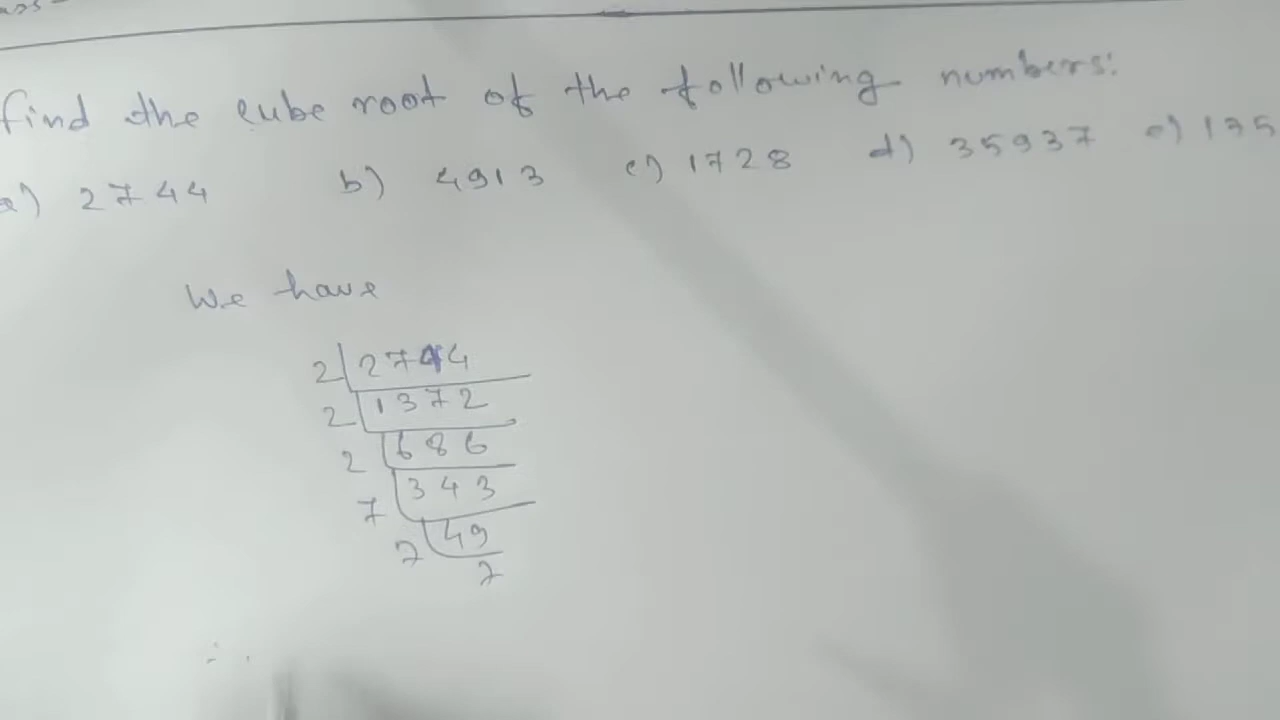 find the cube root of the following numbers:
a) 2744 b) 4913 c) 1728 d) 35937 e) 135
We have
2 2744
2 1372
2 686
7 343
7 49
7
∴